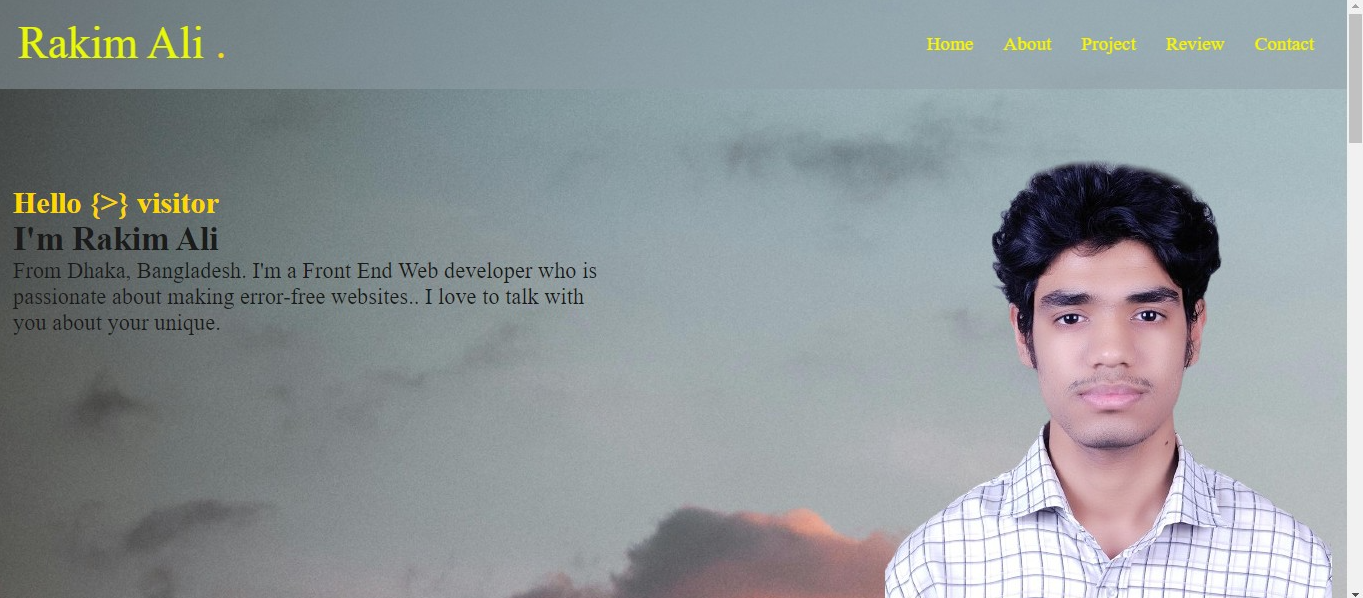 Rakim Ali .
Home About Project Review Contact
Hello {>} visitor
I'm Rakim Ali
From Dhaka, Bangladesh. I'm a Front End Web developer who is
passionate about making error-free websites.. I love to talk with
you about your unique.